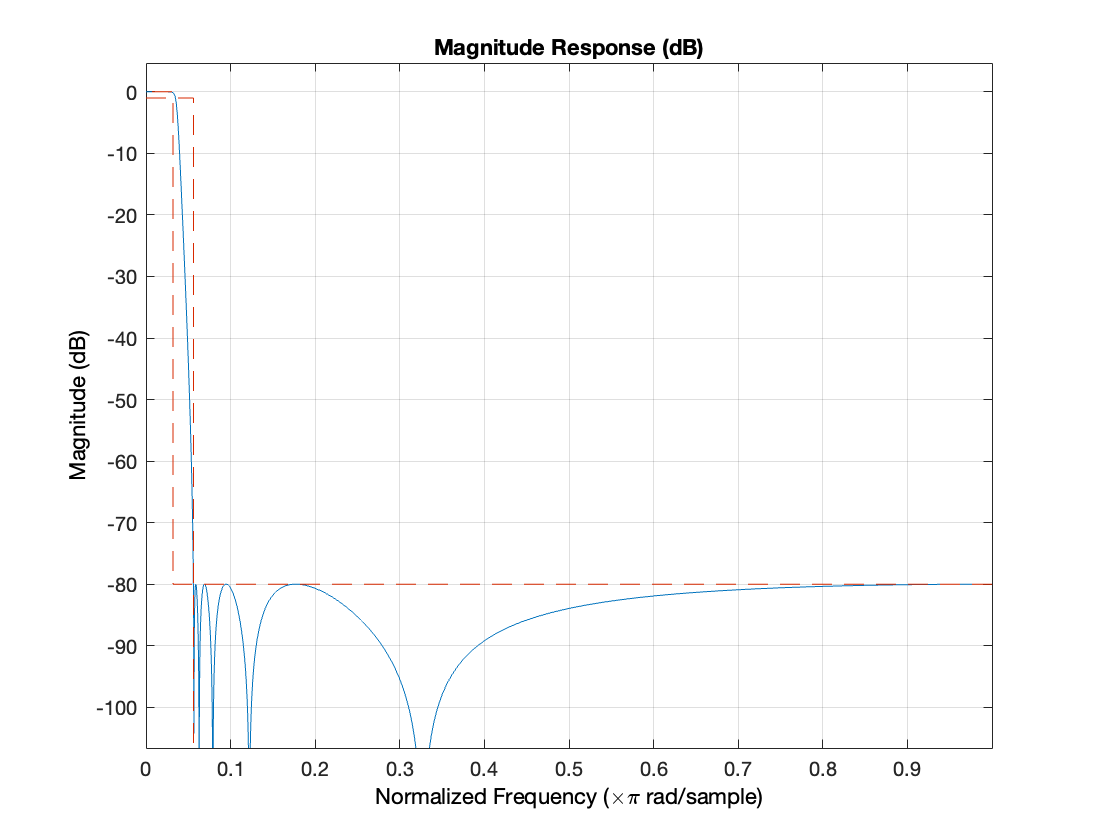 Magnitude Response (dB)
0
-10
-20
-30
-40
-50
-60
-70
-80
-90
-100
Magnitude (dB)
0 0.1 0.2 0.3 0.4 0.5 0.6 0.7 0.8 0.9
Normalized Frequency (×π rad/sample)